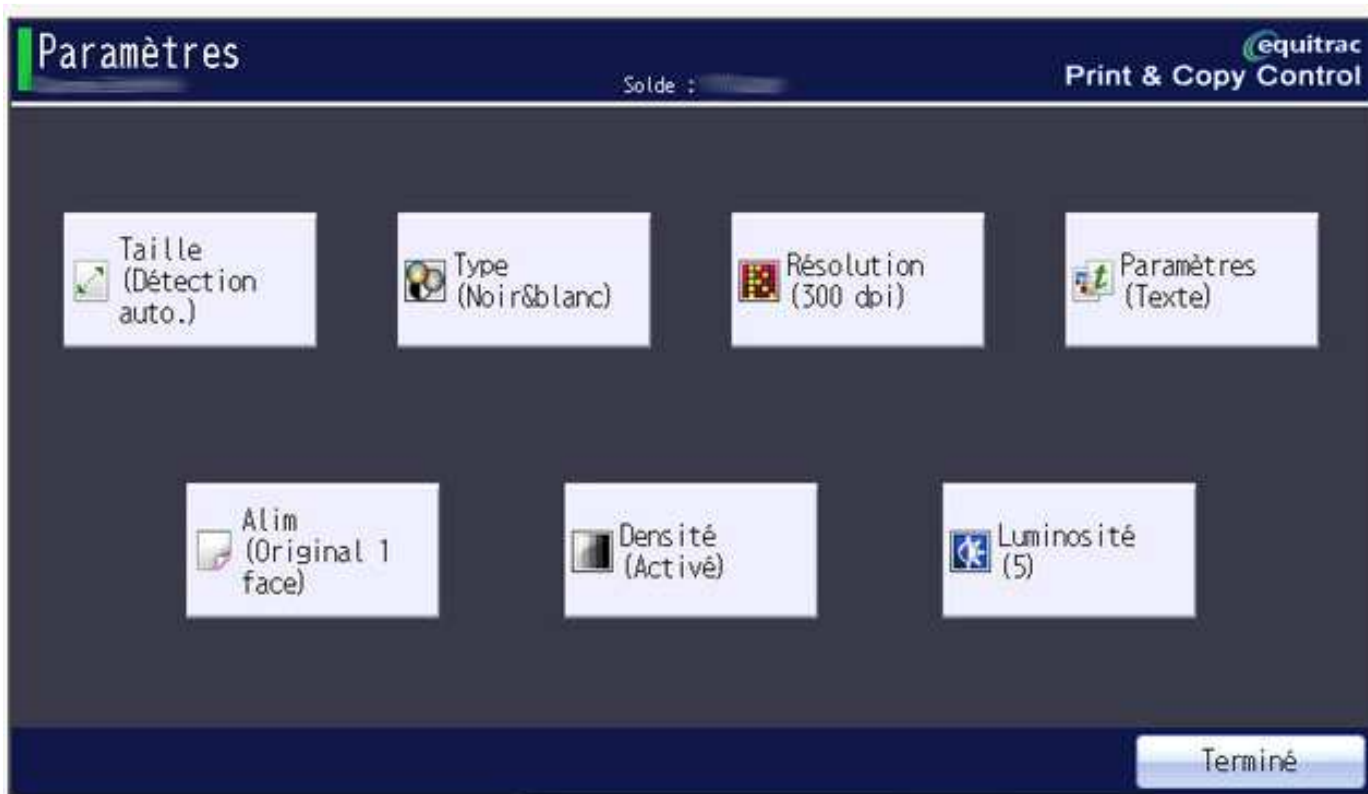 Paramètres
equitrac
Solde :
Print & Copy Control
Taille
(Détection
auto.)
Type
(Noir&blanc)
Résolution
(300 dpi)
Paramètres
(Texte)
Alim
(Original 1
face)
Densité
(Activé)
Luminosité
(5)
Terminé